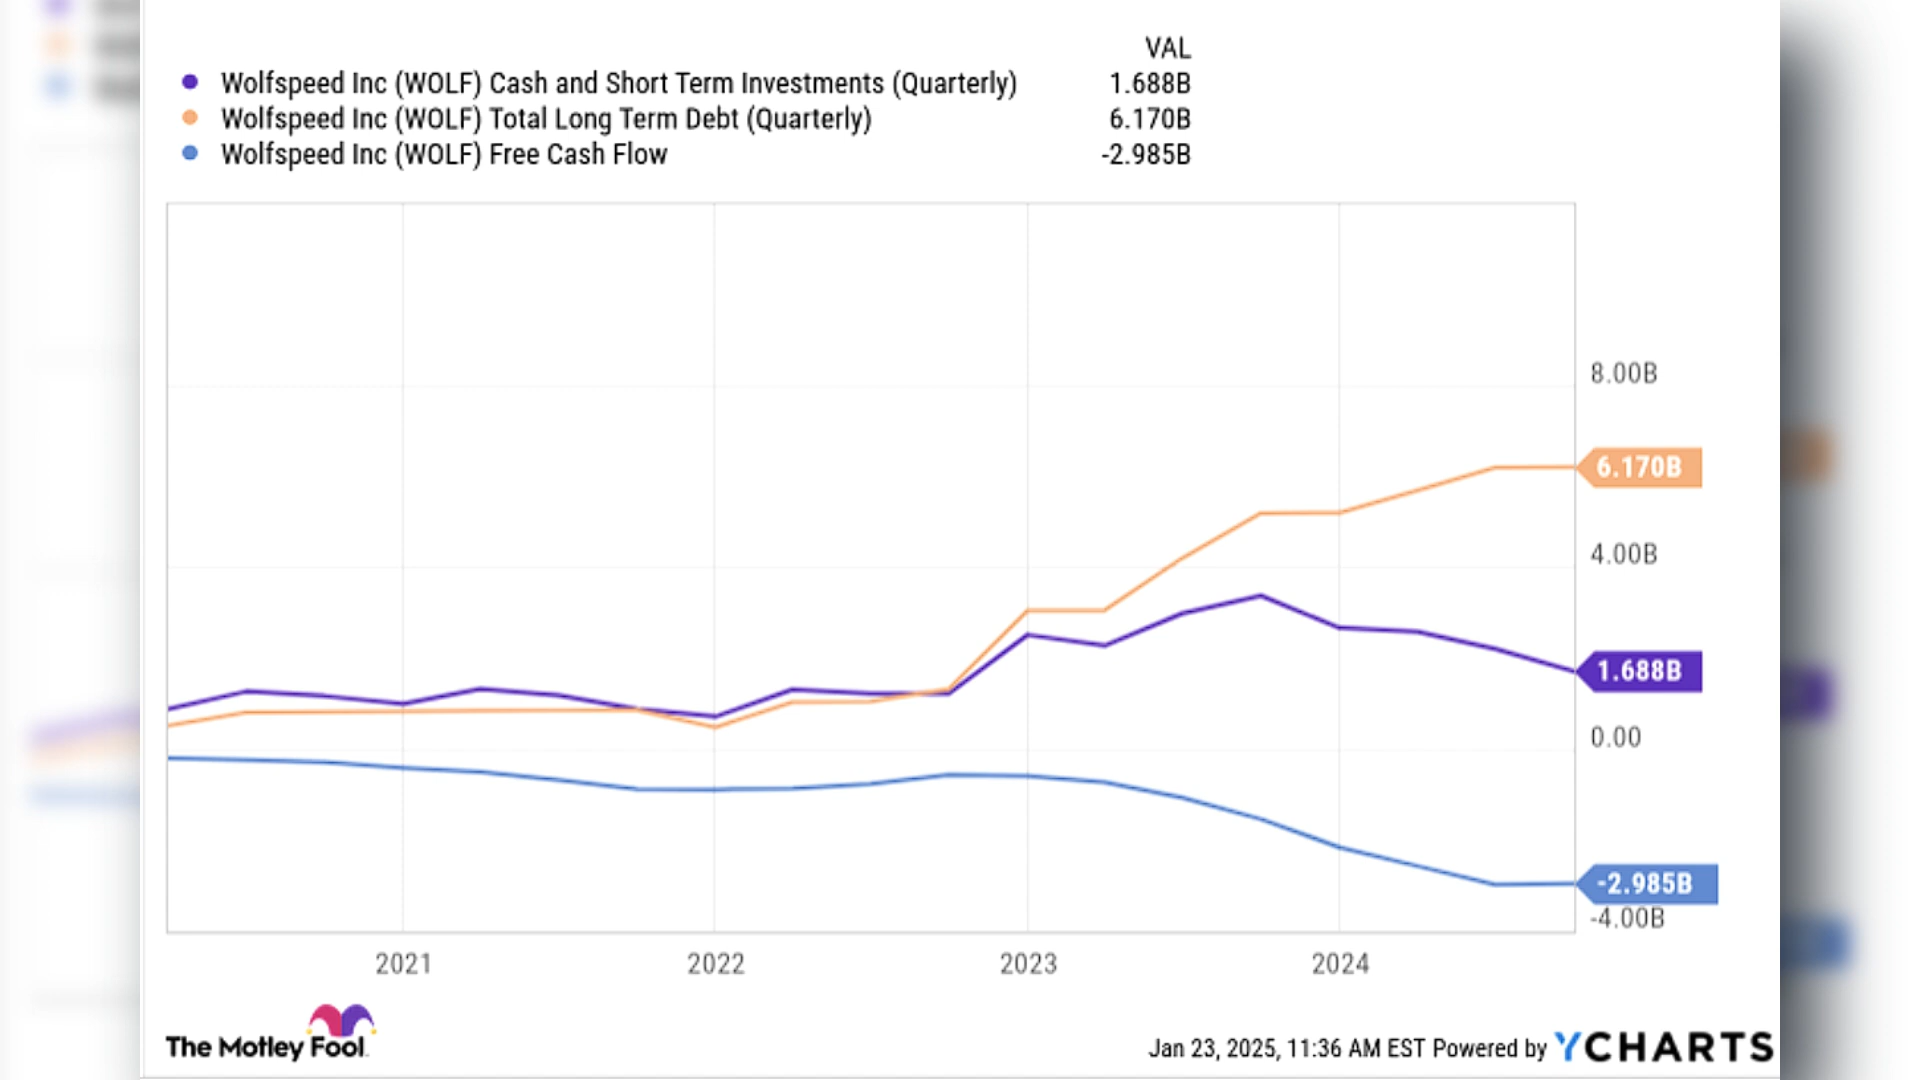 VAL
Wolfspeed Inc (WOLF) Cash and Short Term Investments (Quarterly) 1.688B
Wolfspeed Inc (WOLF) Total Long Term Debt (Quarterly) 6.170B
Wolfspeed Inc (WOLF) Free Cash Flow -2.985B
8.00B
6.170B
4.00B
1.688B
0.00
-2.985B
-4.00B
2021 2022 2023 2024
The Motley Fool
Jan 23, 2025, 11:36 AM EST Powered by YCHARTS